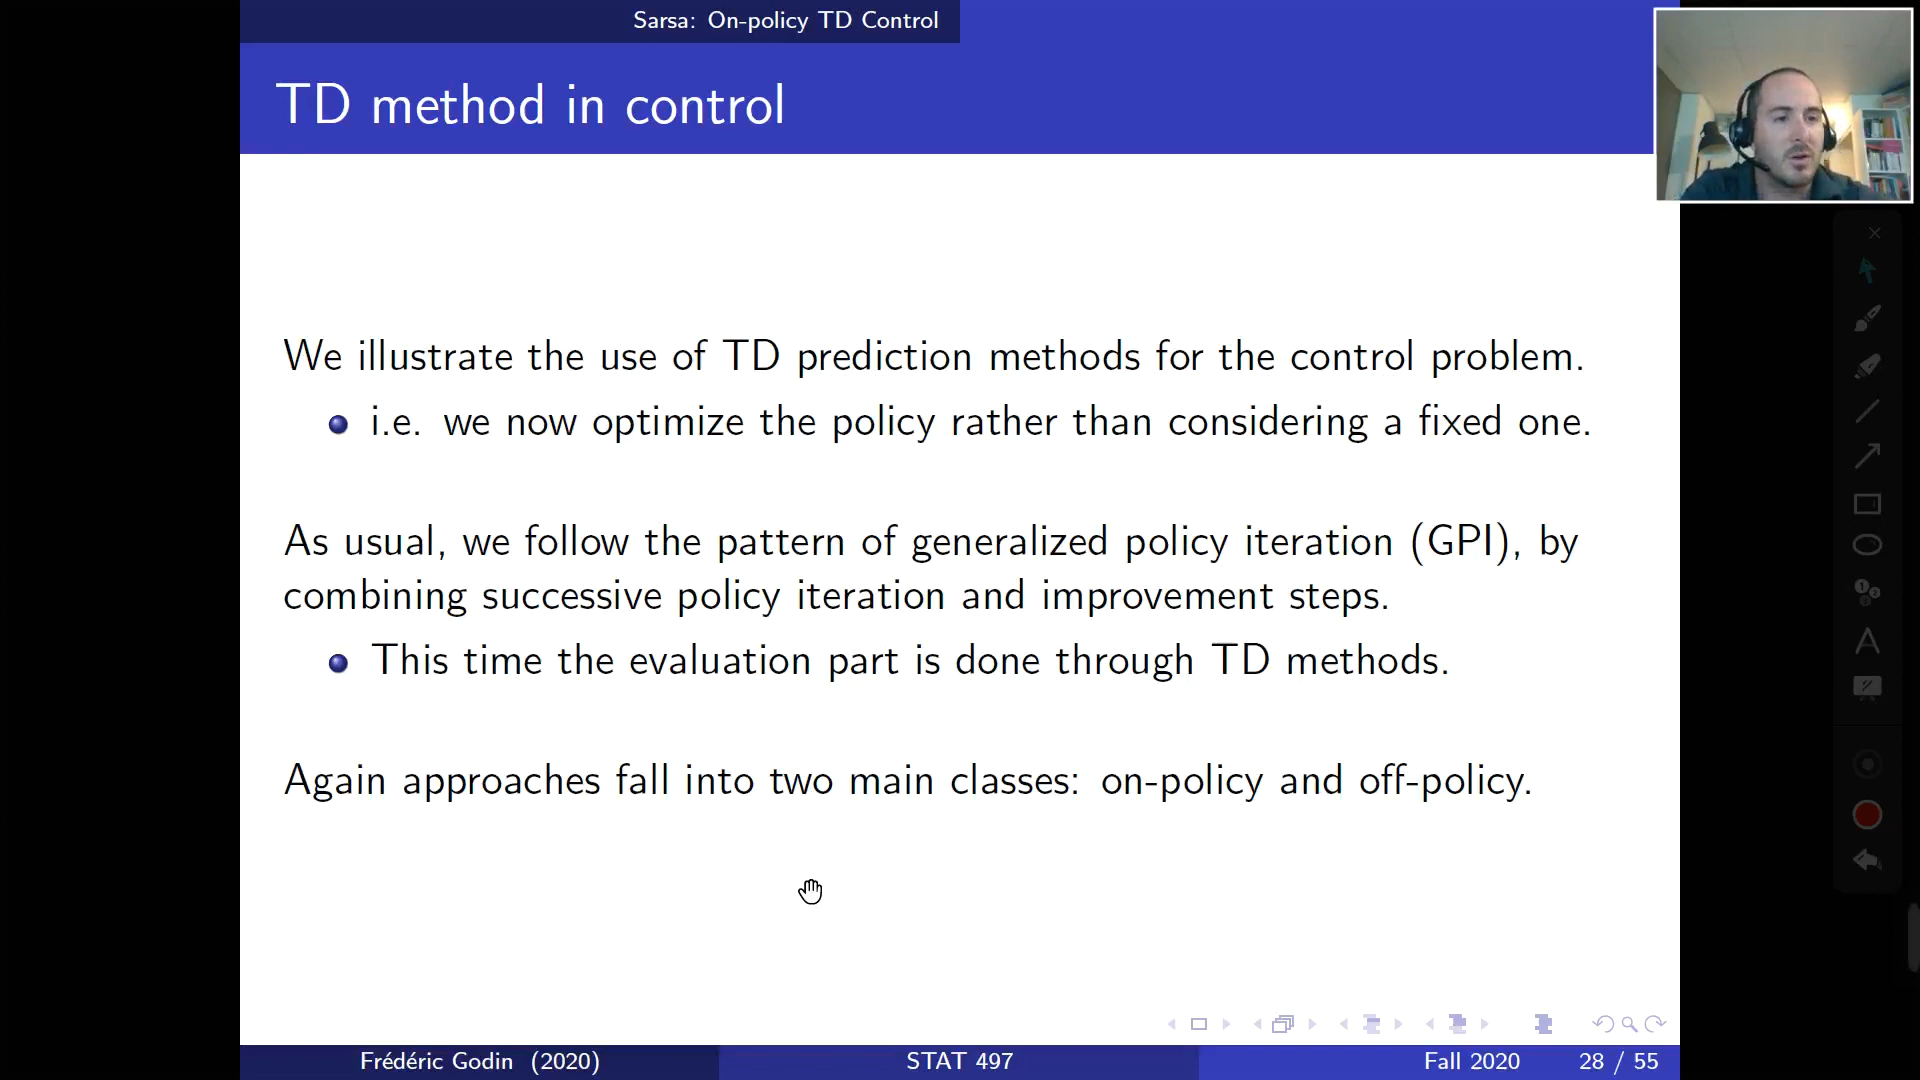 Sarsa: On-policy TD Control
TD method in control
We illustrate the use of TD prediction methods for the control problem.
i.e. we now optimize the policy rather than considering a fixed one.
As usual, we follow the pattern of generalized policy iteration (GPI), by
combining successive policy iteration and improvement steps.
This time the evaluation part is done through TD methods.
Again approaches fall into two main classes: on-policy and off-policy.
Frédéric Godin (2020)
STAT 497
Fall 2020
28 / 55